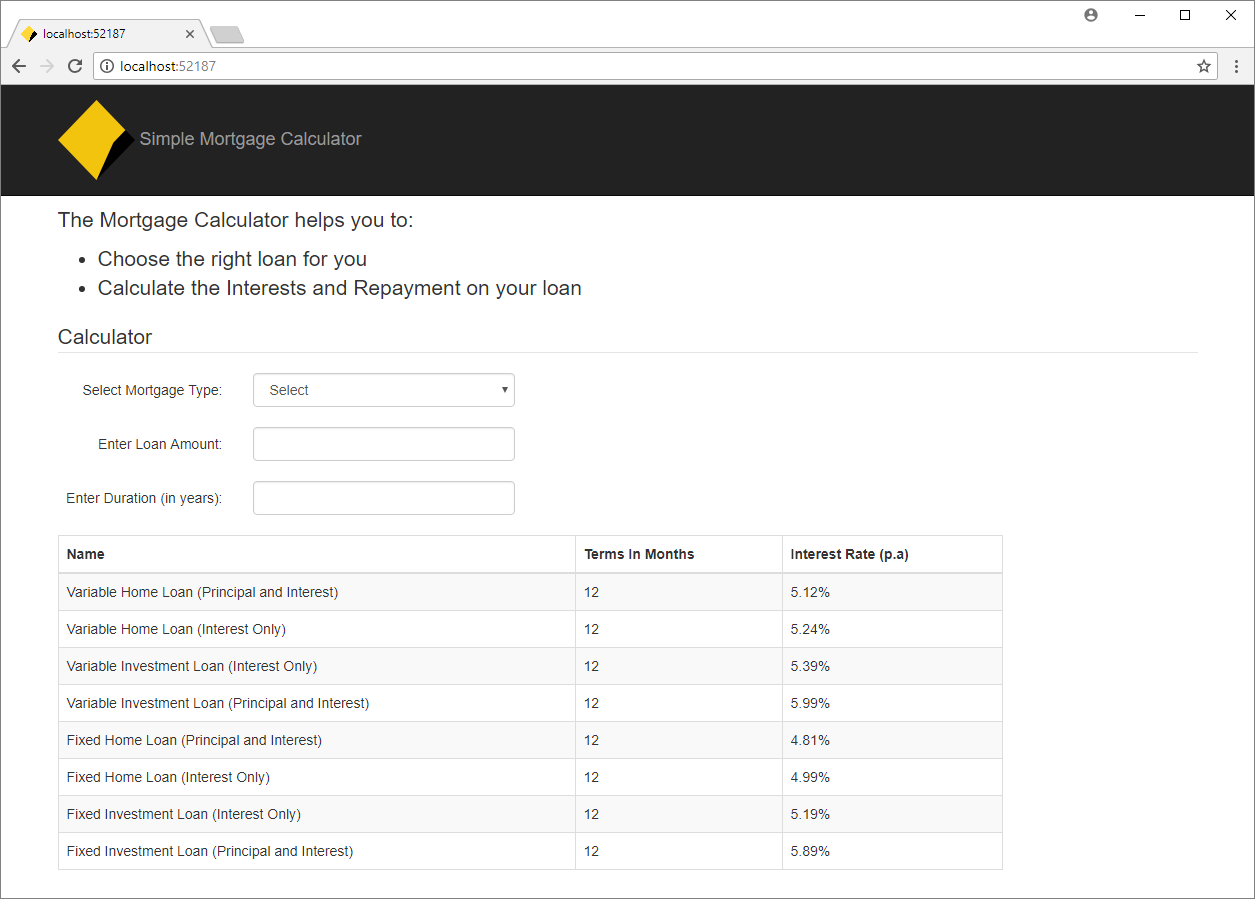 localhost:52187
localhost:52187
Simple Mortgage Calculator
The Mortgage Calculator helps you to:
• Choose the right loan for you
• Calculate the Interests and Repayment on your loan
Calculator
Select Mortgage Type: Select
Enter Loan Amount:
Enter Duration (in years):
Name Terms In Months Interest Rate (p.a)
Variable Home Loan (Principal and Interest) 12 5.12%
Variable Home Loan (Interest Only) 12 5.24%
Variable Investment Loan (Interest Only) 12 5.39%
Variable Investment Loan (Principal and Interest) 12 5.99%
Fixed Home Loan (Principal and Interest) 12 4.81%
Fixed Home Loan (Interest Only) 12 4.99%
Fixed Investment Loan (Interest Only) 12 5.19%
Fixed Investment Loan (Principal and Interest) 12 5.89%